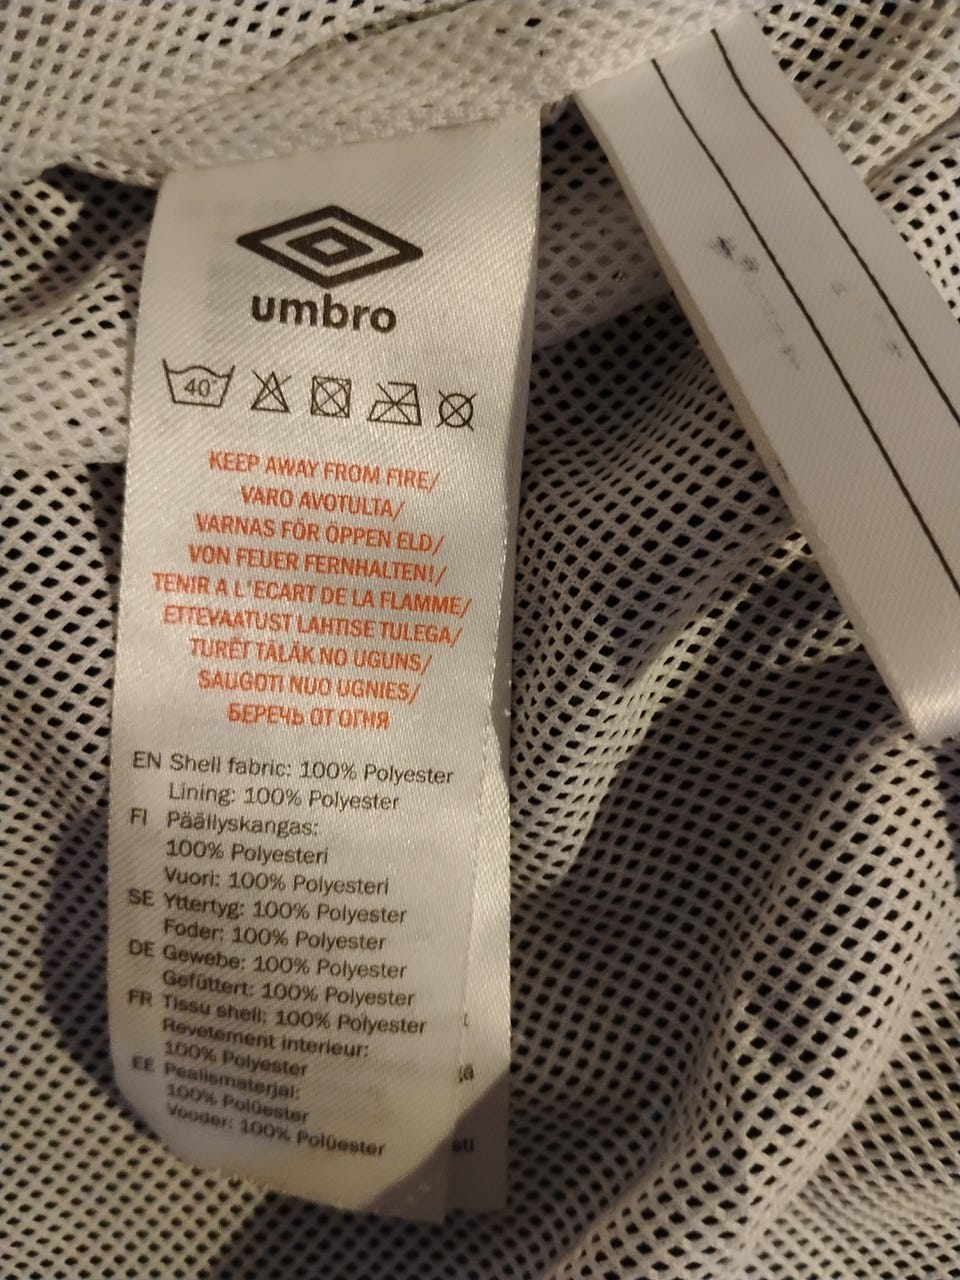 umbro
40°
KEEP AWAY FROM FIRE/
VARO AVOTULTA/
VARNAS FÖR ÖPPEN ELD/
VON FEUER FERNHALTEN!/
TENIR A L'ECART DE LA FLAMME/
ETTEVAATUST LAHTISE TULEGA/
TURĒT TĀLĀK NO UGUNS/
SAUGOTI NUO UGNIES/
БЕРЕЧЬ ОТ ОГНЯ
EN Shell fabric: 100% Polyester
Lining: 100% Polyester
FI Päällyskangas:
100% Polyesteri
Vuori: 100% Polyesteri
SE Yttertyg: 100% Polyester
Foder: 100% Polyester
DE Gewebe: 100% Polyester
Gefüttert: 100% Polyester
FR Tissu shell: 100% Polyester
Revetement interieur:
100% Polyester
EE Pealismaterjal:
100% Polüester
Vooder: 100% Polüester